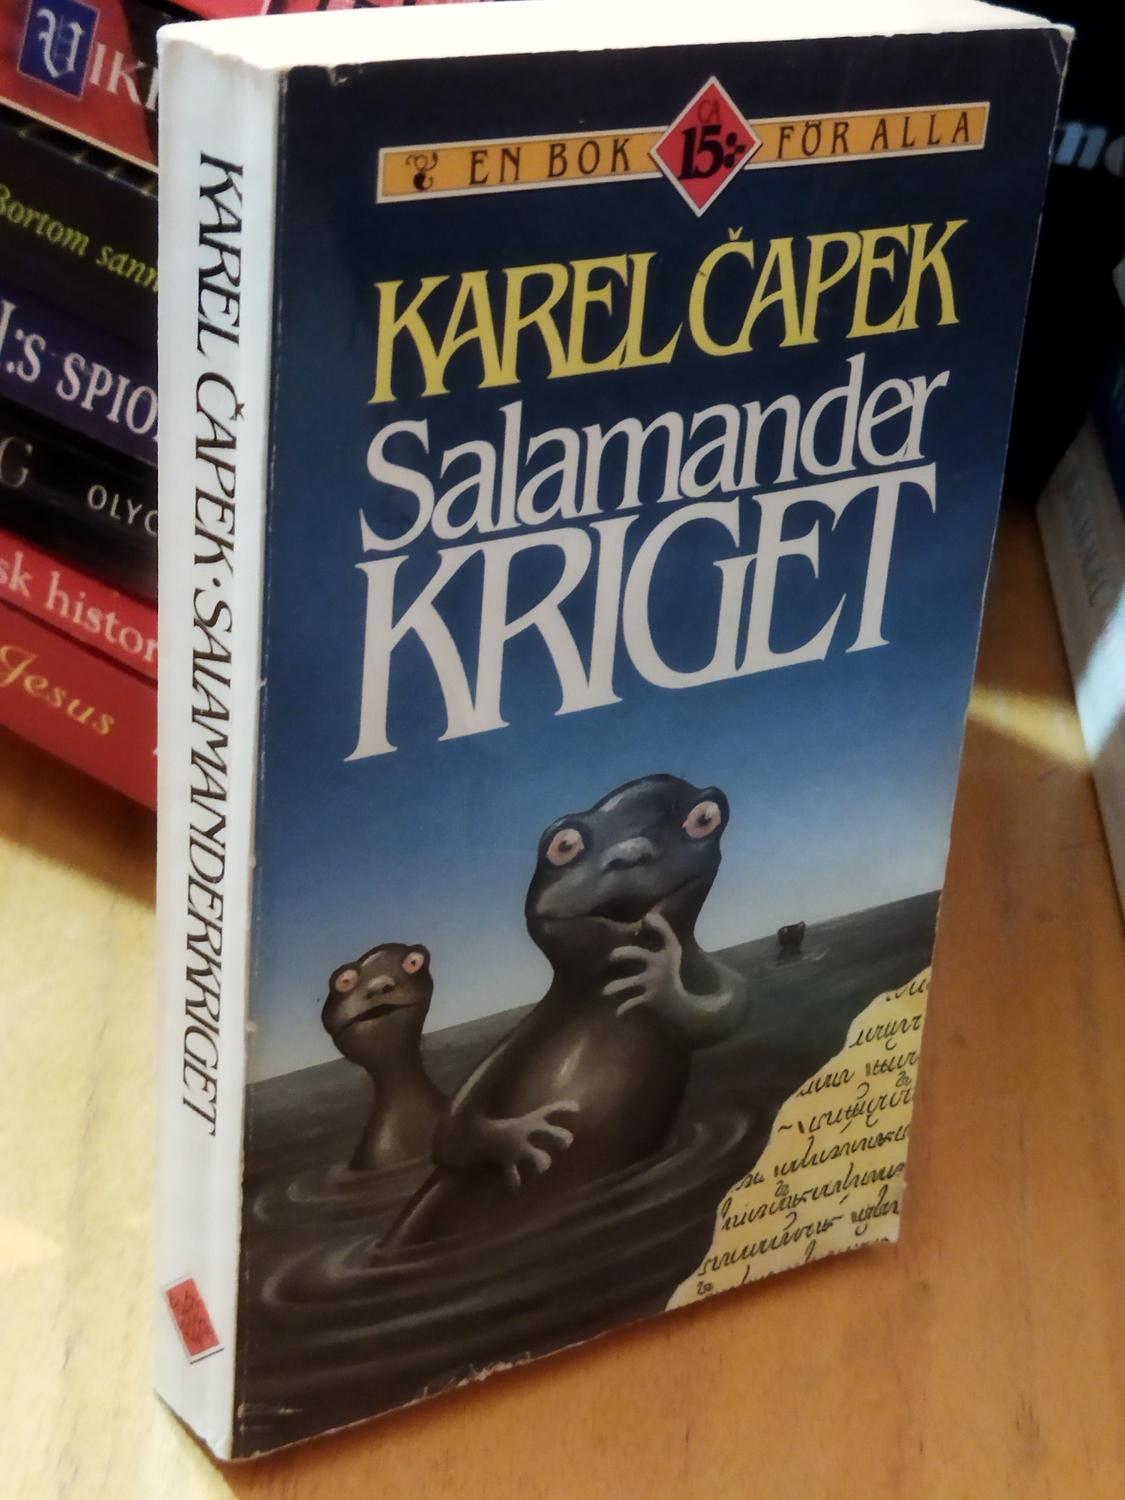 EN BOK CA 15:- FÖR ALLA
KAREL ČAPEK
Salamander
KRIGET
KAREL ČAPEK · SALAMANDERKRIGET
VIK
Bortom sann
J:S SPIO
G OLYC
sk histor
Jesus